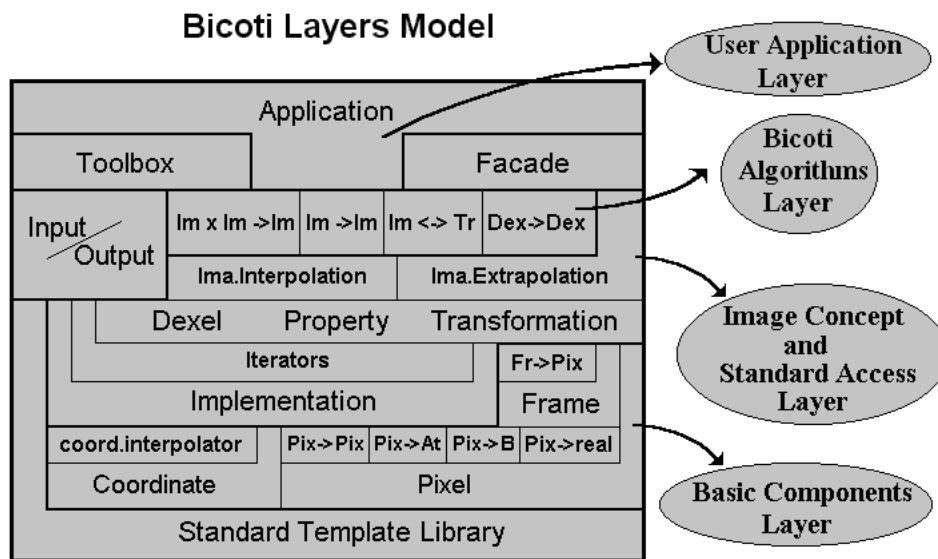 Bicoti Layers Model
User Application
Layer
Application
Toolbox
Facade
Bicoti
Algorithms
Layer
Input
Output
Im x Im ->Im
Im ->Im
Im <-> Tr
Dex->Dex
Ima.Interpolation
Ima.Extrapolation
Dexel
Property
Transformation
Image Concept
and
Standard Access
Layer
Iterators
Fr->Pix
Implementation
Frame
coord.interpolator
Pix->Pix
Pix->At
Pix->B
Pix->real
Coordinate
Pixel
Basic Components
Layer
Standard Template Library